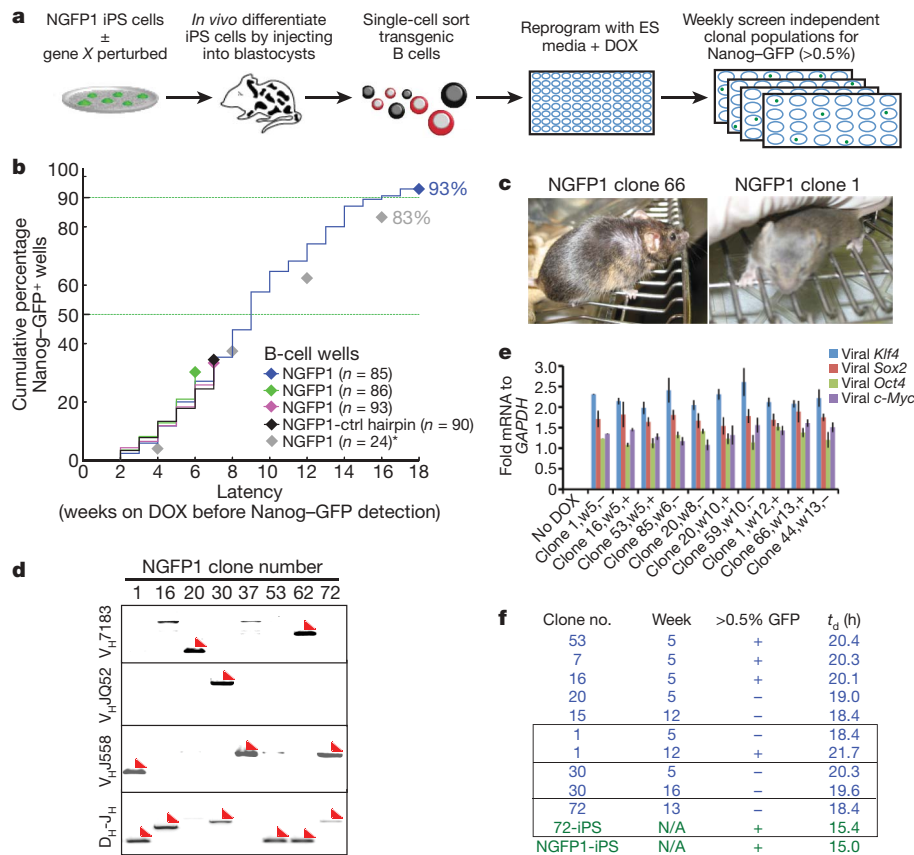 a
NGFP1 iPS cells
±
gene X perturbed
In vivo differentiate
iPS cells by injecting
into blastocysts
Single-cell sort
transgenic
B cells
Reprogram with ES
media + DOX
Weekly screen independent
clonal populations for
Nanog–GFP (>0.5%)
b
Cumulative percentage
Nanog–GFP⁺ wells
100
90
80
60
50
40
20
0
93%
83%
B-cell wells
NGFP1 (n = 85)
NGFP1 (n = 86)
NGFP1 (n = 93)
NGFP1-ctrl hairpin (n = 90)
NGFP1 (n = 24)*
0 2 4 6 8 10 12 14 16 18
Latency
(weeks on DOX before Nanog–GFP detection)
c
NGFP1 clone 66
NGFP1 clone 1
e
Viral Klf4
Viral Sox2
Viral Oct4
Viral c-Myc
Fold mRNA to
GAPDH
3.0
2.5
2.0
1.5
1.0
0
No DOX
Clone 1,w5,–
Clone 16,w5,+
Clone 53,w5,+
Clone 85,w6,–
Clone 20,w8,–
Clone 20,w10,+
Clone 59,w10,–
Clone 1,w12,+
Clone 66,w13,+
Clone 44,w13,–
d
NGFP1 clone number
1 16 20 30 37 53 62 72
VH7183
VHJQ52
VHJ558
DH-JH
f
Clone no. Week >0.5% GFP td (h)
53 5 + 20.4
7 5 + 20.3
16 5 + 20.1
20 5 – 19.0
15 12 – 18.4
1 5 – 18.4
1 12 + 21.7
30 5 – 20.3
30 16 – 19.6
72 13 – 18.4
72-iPS N/A + 15.4
NGFP1-iPS N/A + 15.0